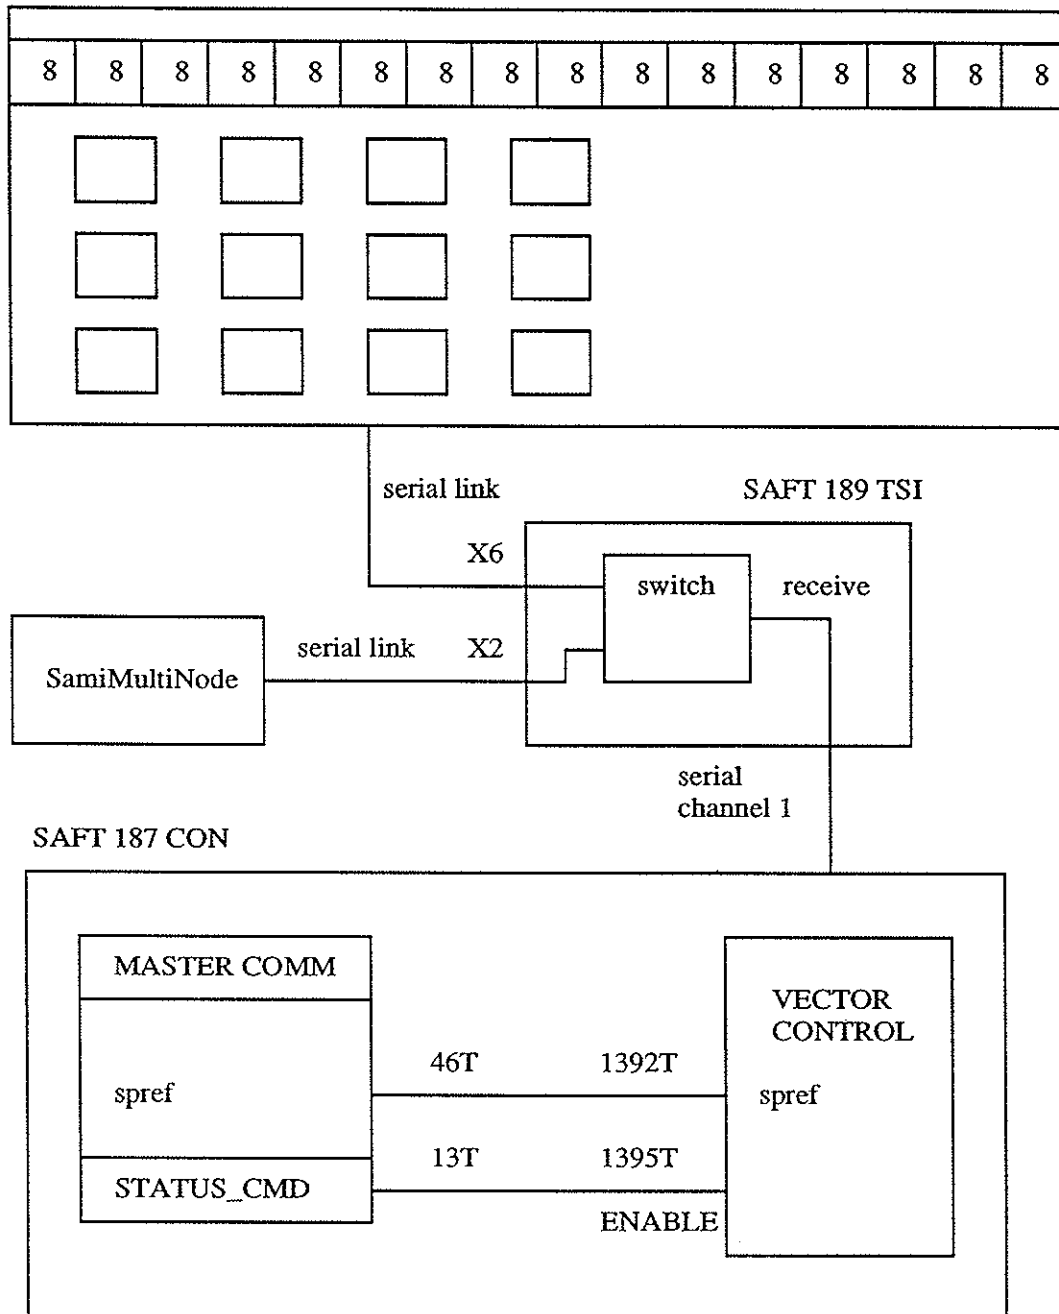 8 8 8 8 8 8 8 8 8 8 8 8 8 8 8 8
serial link
SAFT 189 TSI
X6
switch
receive
serial link
X2
SamiMultiNode
serial
channel 1
SAFT 187 CON
MASTER COMM
VECTOR
CONTROL
46T
1392T
spref
spref
13T
1395T
STATUS_CMD
ENABLE